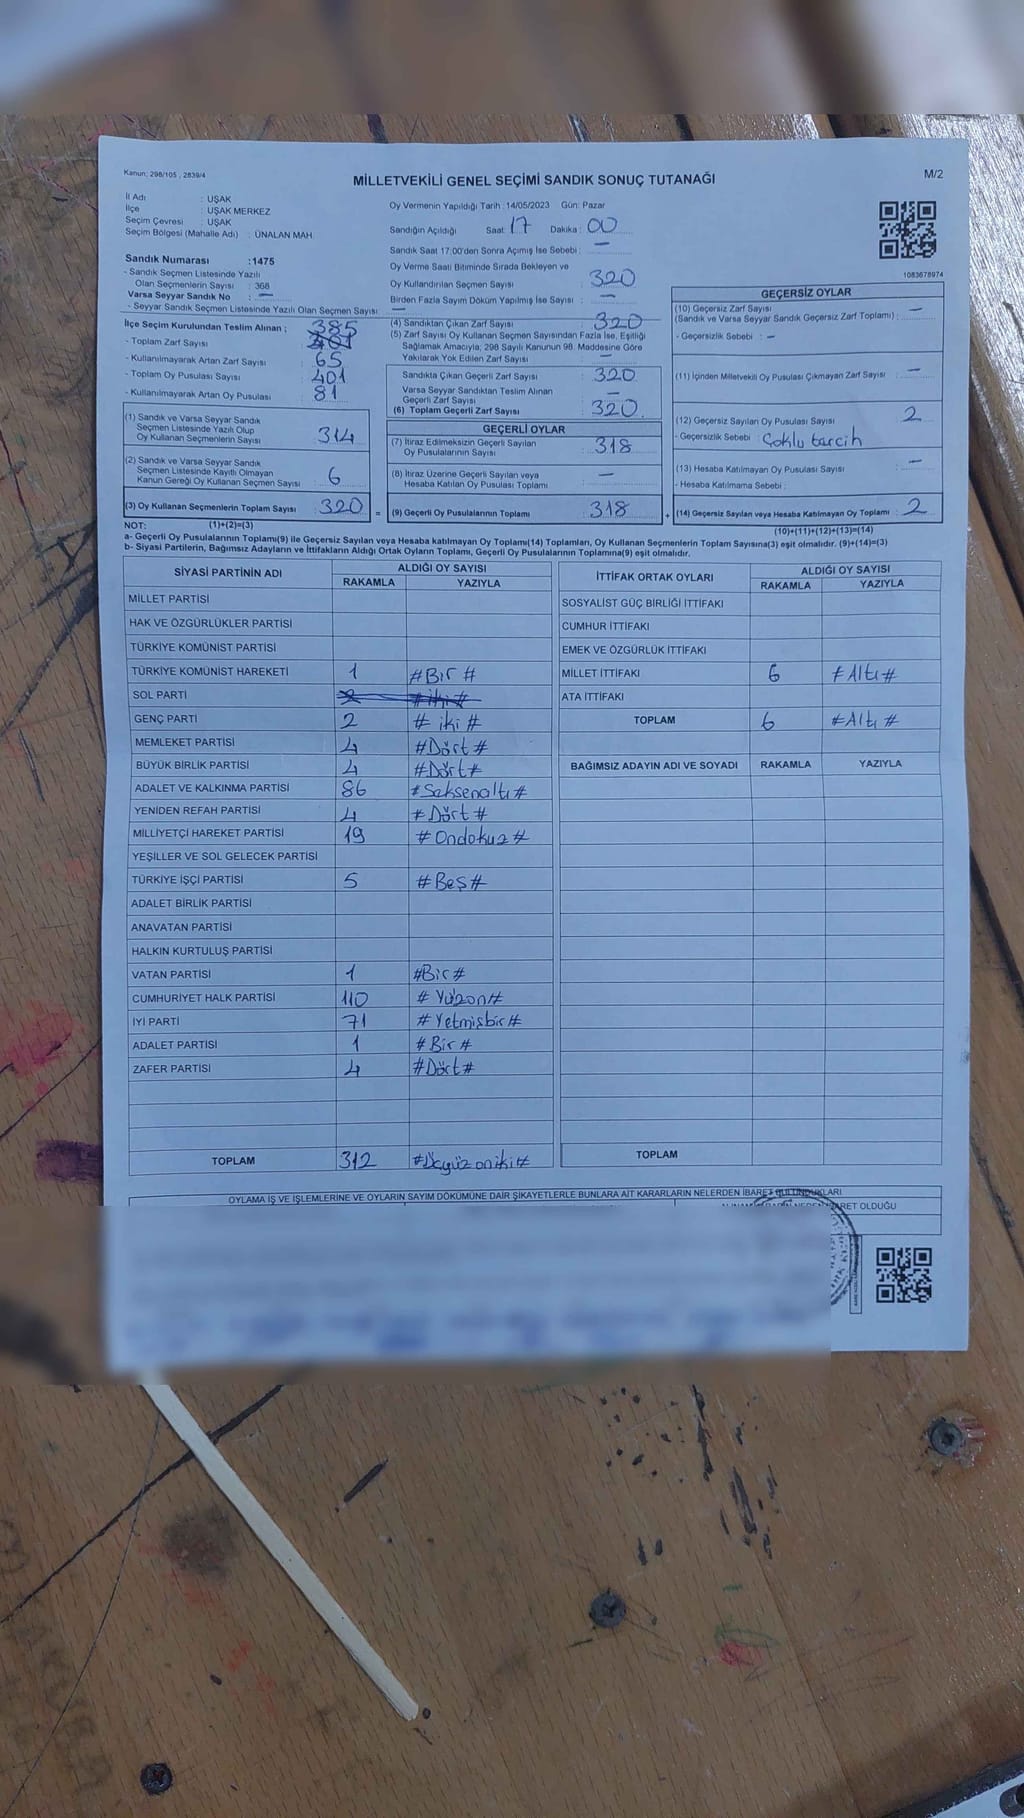 Kanun; 298/105 , 2839/4
MİLLETVEKİLİ GENEL SEÇİMİ SANDIK SONUÇ TUTANAĞI
M/2
İl Adı : UŞAK
İlçe : UŞAK MERKEZ
Seçim Çevresi : UŞAK
Seçim Bölgesi (Mahalle Adı) : ÜNALAN MAH.
Oy Vermenin Yapıldığı Tarih : 14/05/2023 Gün: Pazar
Sandığın Açıldığı Saat: 17 Dakika: 00
Sandık Saat 17:00'den Sonra Açımış İse Sebebi : —
Oy Verme Saati Bitiminde Sırada Bekleyen ve
Oy Kullandırılan Seçmen Sayısı : 320
Birden Fazla Sayım Döküm Yapılmış İse Sayısı : —
Sandık Numarası :1475
- Sandık Seçmen Listesinde Yazılı
Olan Seçmenlerin Sayısı : 368
Varsa Seyyar Sandık No : —
- Seyyar Sandık Seçmen Listesinde Yazılı Olan Seçmen Sayısı : —
1083678974
İlçe Seçim Kurulundan Teslim Alınan ;
385
- Toplam Zarf Sayısı : 401
- Kullanılmayarak Artan Zarf Sayısı : 65
- Toplam Oy Pusulası Sayısı : 401
- Kullanılmayarak Artan Oy Pusulası : 81
(1) Sandık ve Varsa Seyyar Sandık
Seçmen Listesinde Yazılı Olup
Oy Kullanan Seçmenlerin Sayısı : 314
(2) Sandık ve Varsa Seyyar Sandık
Seçmen Listesinde Kayıtlı Olmayan
Kanun Gereği Oy Kullanan Seçmen Sayısı : 6
(3) Oy Kullanan Seçmenlerin Toplam Sayısı : 320
(1)+(2)=(3)
(4) Sandıktan Çıkan Zarf Sayısı : 320
(5) Zarf Sayısı Oy Kullanan Seçmen Sayısından Fazla İse, Eşitliği
Sağlamak Amacıyla, 298 Sayılı Kanunun 98. Maddesine Göre
Yakılarak Yok Edilen Zarf Sayısı : —
Sandıkta Çıkan Geçerli Zarf Sayısı : 320
Varsa Seyyar Sandıktan Teslim Alınan
Geçerli Zarf Sayısı : —
(6) Toplam Geçerli Zarf Sayısı : 320
GEÇERLİ OYLAR
(7) İtiraz Edilmeksizin Geçerli Sayılan
Oy Pusulalarının Sayısı : 318
(8) İtiraz Üzerine Geçerli Sayılan veya
Hesaba Katılan Oy Pusulası Toplamı : —
= (9) Geçerli Oy Pusulalarının Toplamı : 318
GEÇERSİZ OYLAR
(10) Geçersiz Zarf Sayısı
(Sandık ve Varsa Seyyar Sandık Geçersiz Zarf Toplamı) : —
- Geçersizlik Sebebi : —
(11) İçinden Milletvekili Oy Pusulası Çıkmayan Zarf Sayısı : —
(12) Geçersiz Sayılan Oy Pusulası Sayısı : 2
- Geçersizlik Sebebi : Çoklu tarcih
(13) Hesaba Katılmayan Oy Pusulası Sayısı : —
- Hesaba Katılmama Sebebi :
+ (14) Geçersiz Sayılan veya Hesaba Katılmayan Oy Toplamı : 2
(10)+(11)+(12)+(13)=(14)
NOT:
a- Geçerli Oy Pusulalarının Toplamı(9) ile Geçersiz Sayılan veya Hesaba katılmayan Oy Toplamı(14) Toplamları, Oy Kullanan Seçmenlerin Toplam Sayısına(3) eşit olmalıdır. (9)+(14)=(3)
b- Siyasi Partilerin, Bağımsız Adayların ve İttifakların Aldığı Ortak Oyların Toplamı, Geçerli Oy Pusulalarının Toplamına(9) eşit olmalıdır.
SİYASİ PARTİNİN ADI ALDIĞI OY SAYISI
RAKAMLA YAZIYLA
MİLLET PARTİSİ
HAK VE ÖZGÜRLÜKLER PARTİSİ
TÜRKİYE KOMÜNİST PARTİSİ
TÜRKİYE KOMÜNİST HAREKETİ 1 #Bir #
SOL PARTİ 2 #iki#
GENÇ PARTİ 2 # iki #
MEMLEKET PARTİSİ 4 #Dört#
BÜYÜK BİRLİK PARTİSİ 4 #Dört#
ADALET VE KALKINMA PARTİSİ 86 #Seksenaltı #
YENİDEN REFAH PARTİSİ 4 # Dört #
MİLLİYETÇİ HAREKET PARTİSİ 19 # Ondokuz #
YEŞİLLER VE SOL GELECEK PARTİSİ
TÜRKİYE İŞÇİ PARTİSİ 5 #Beş#
ADALET BİRLİK PARTİSİ
ANAVATAN PARTİSİ
HALKIN KURTULUŞ PARTİSİ
VATAN PARTİSİ 1 #Bir#
CUMHURİYET HALK PARTİSİ 110 # Yüzon#
İYİ PARTİ 71 # Yetmişbir#
ADALET PARTİSİ 1 # Bir #
ZAFER PARTİSİ 4 #Dört#
TOPLAM 312 #Üçyüz oniki#
İTTİFAK ORTAK OYLARI ALDIĞI OY SAYISI
RAKAMLA YAZIYLA
SOSYALİST GÜÇ BİRLİĞİ İTTİFAKI
CUMHUR İTTİFAKI
EMEK VE ÖZGÜRLÜK İTTİFAKI
MİLLET İTTİFAKI 6 #Altı#
ATA İTTİFAKI
TOPLAM 6 #Altı #
BAĞIMSIZ ADAYIN ADI VE SOYADI RAKAMLA YAZIYLA
TOPLAM
OYLAMA İŞ VE İŞLEMLERİNE VE OYLARIN SAYIM DÖKÜMÜNE DAİR ŞİKAYETLERLE BUNLARA AİT KARARLARIN NELERDEN İBARET BULUNDUKLARI
İBARET OLDUĞU